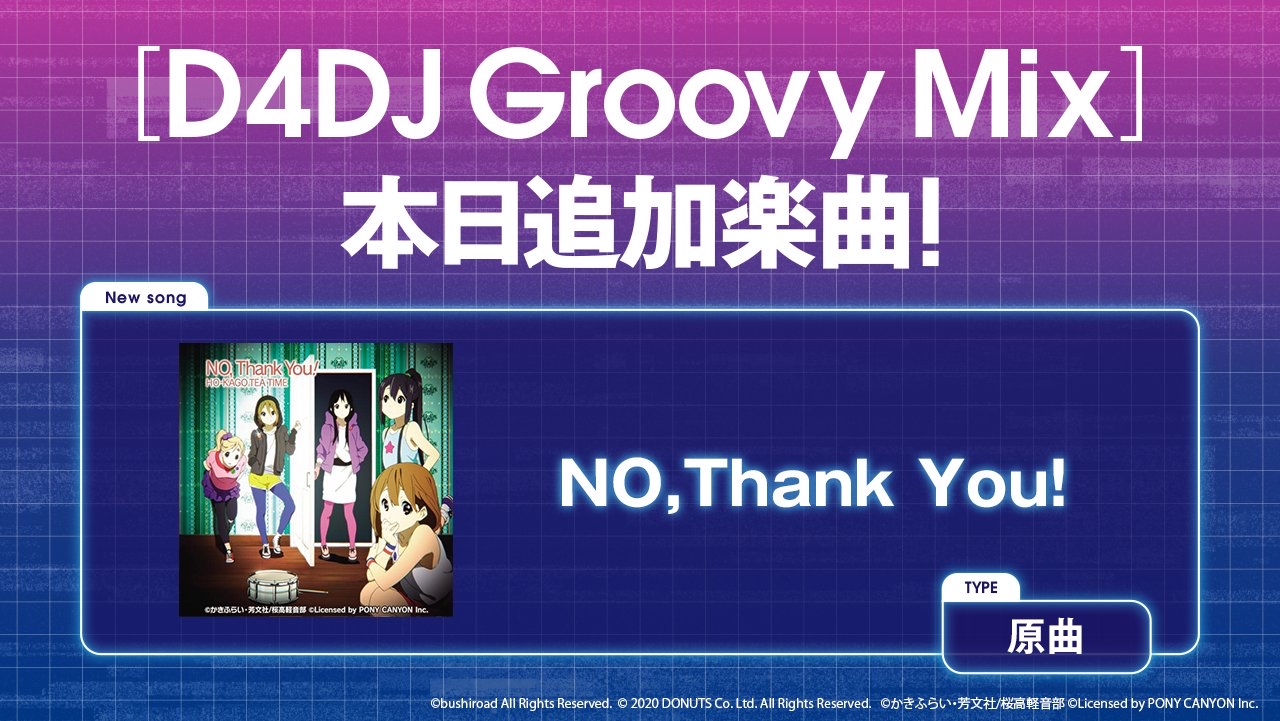 [D4DJ Groovy Mix]
本日追加楽曲!
New song
NO,Thank You!
HO-KAGO TEA TIME
©かきふらい・芳文社/桜高軽音部 ©Licensed by PONY CANYON Inc.
NO,Thank You!
TYPE
原曲
©bushiroad All Rights Reserved. © 2020 DONUTS Co. Ltd. All Rights Reserved. ©かきふらい・芳文社/桜高軽音部 ©Licensed by PONY CANYON Inc.